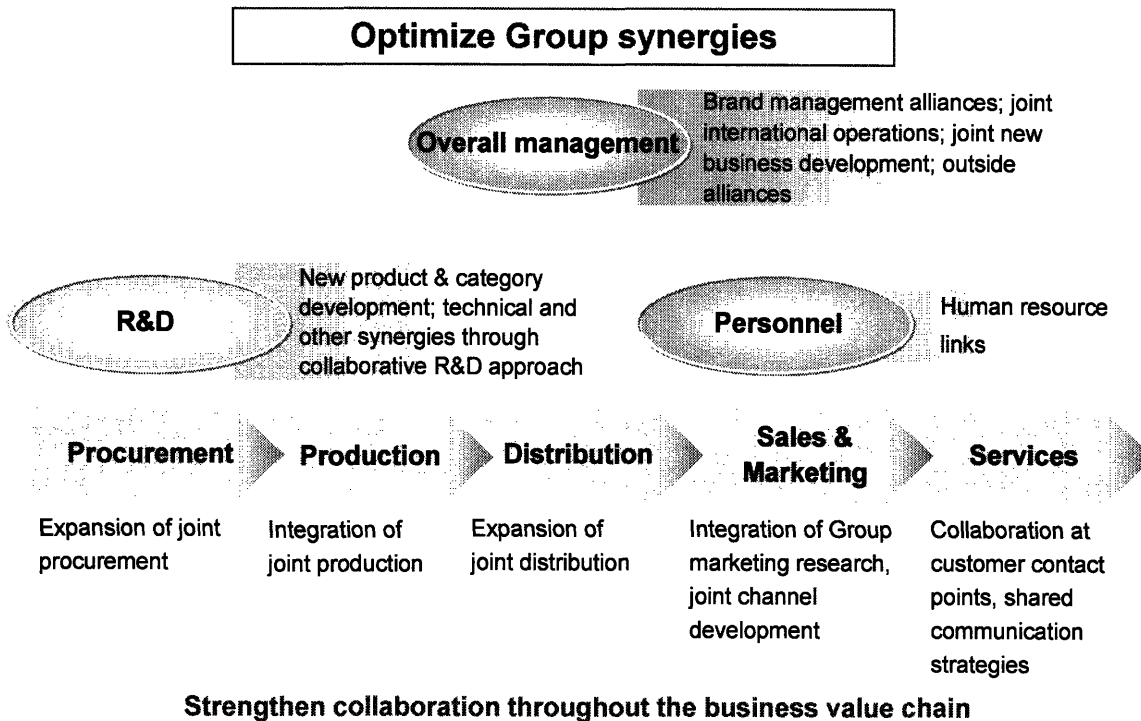 Optimize Group synergies
Overall management
Brand management alliances; joint
international operations; joint new
business development; outside
alliances
R&D
New product & category
development; technical and
other synergies through
collaborative R&D approach
Personnel
Human resource
links
Procurement
Production
Distribution
Sales &
Marketing
Services
Expansion of joint
procurement
Integration of
joint production
Expansion of
joint distribution
Integration of Group
marketing research,
joint channel
development
Collaboration at
customer contact
points, shared
communication
strategies
Strengthen collaboration throughout the business value chain